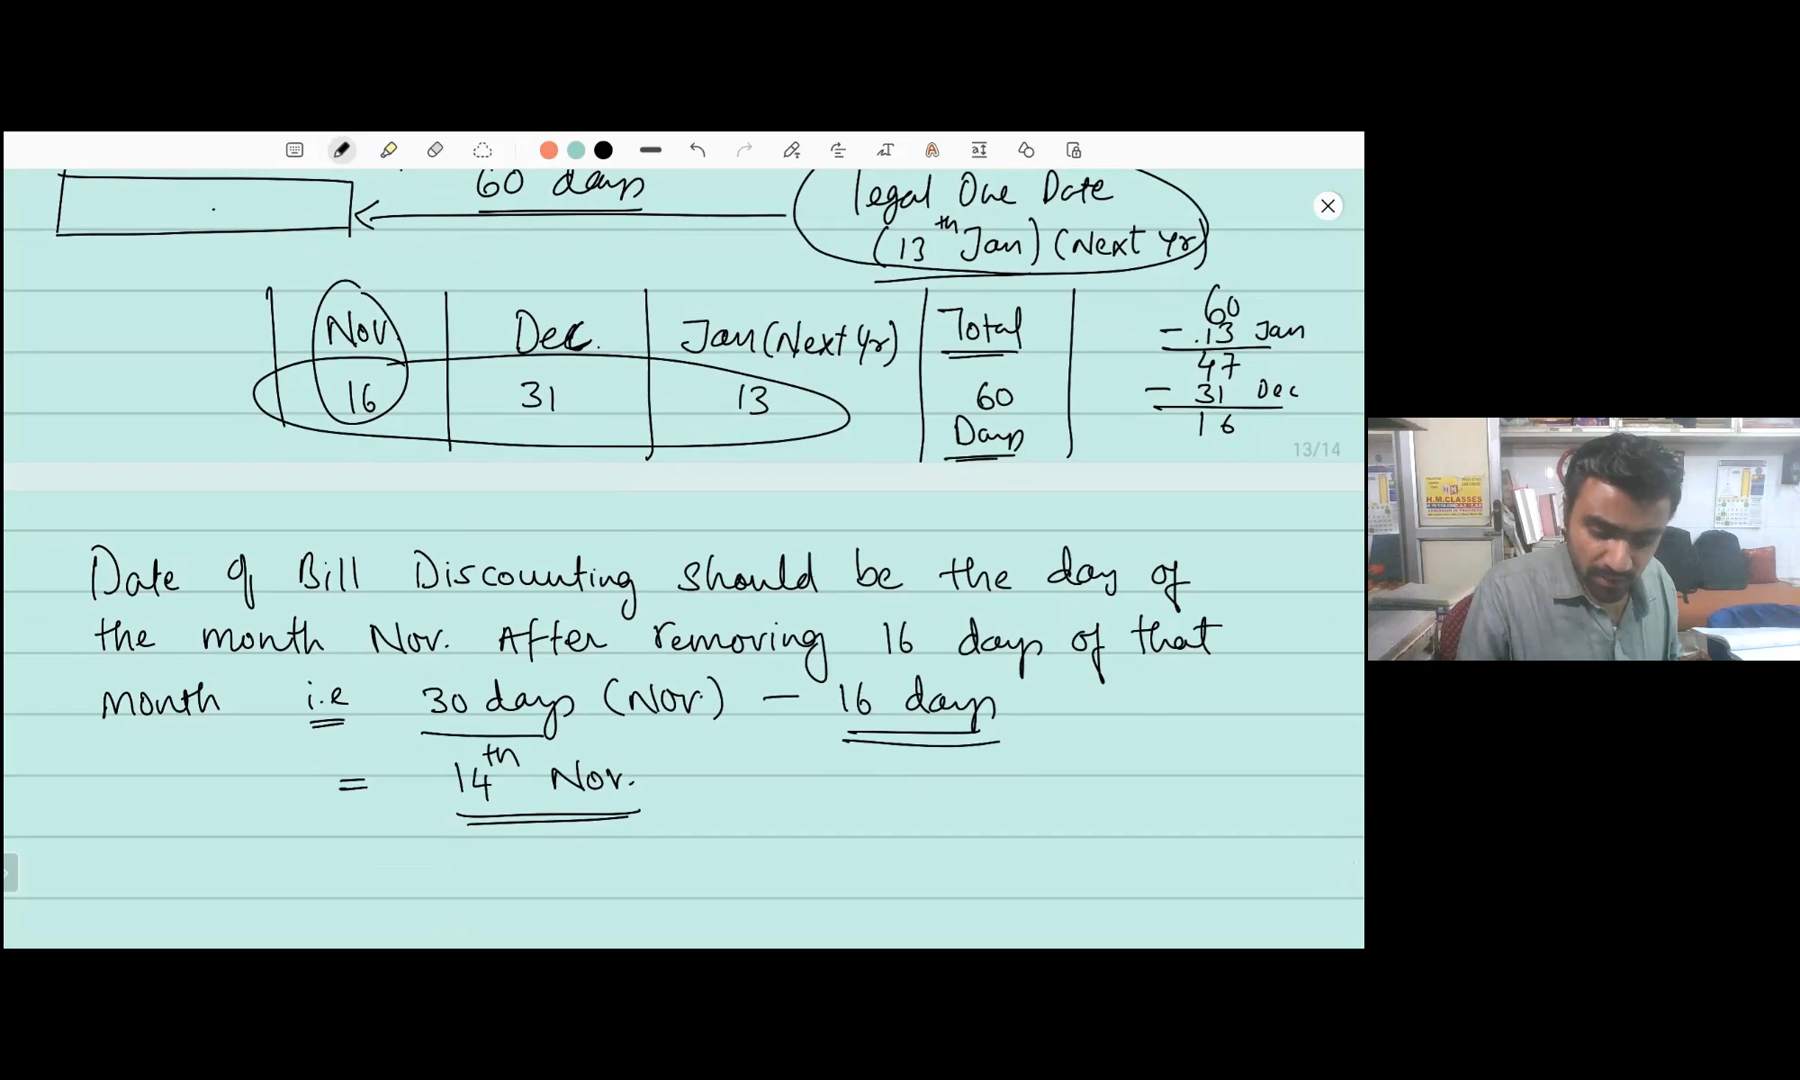 60 days
legal Due Date
(13th Jan) (Next Yr)
Nov. Dec. Jan (Next Yr) Total
16 31 13 60
Days
60
- 13 Jan
47
- 31 Dec
16
13/14
Date of Bill Discounting should be the day of
the month Nov. After removing 16 days of that
month i.e 30 days (Nov.) - 16 days
= 14th Nov.
H.M.CLASSES